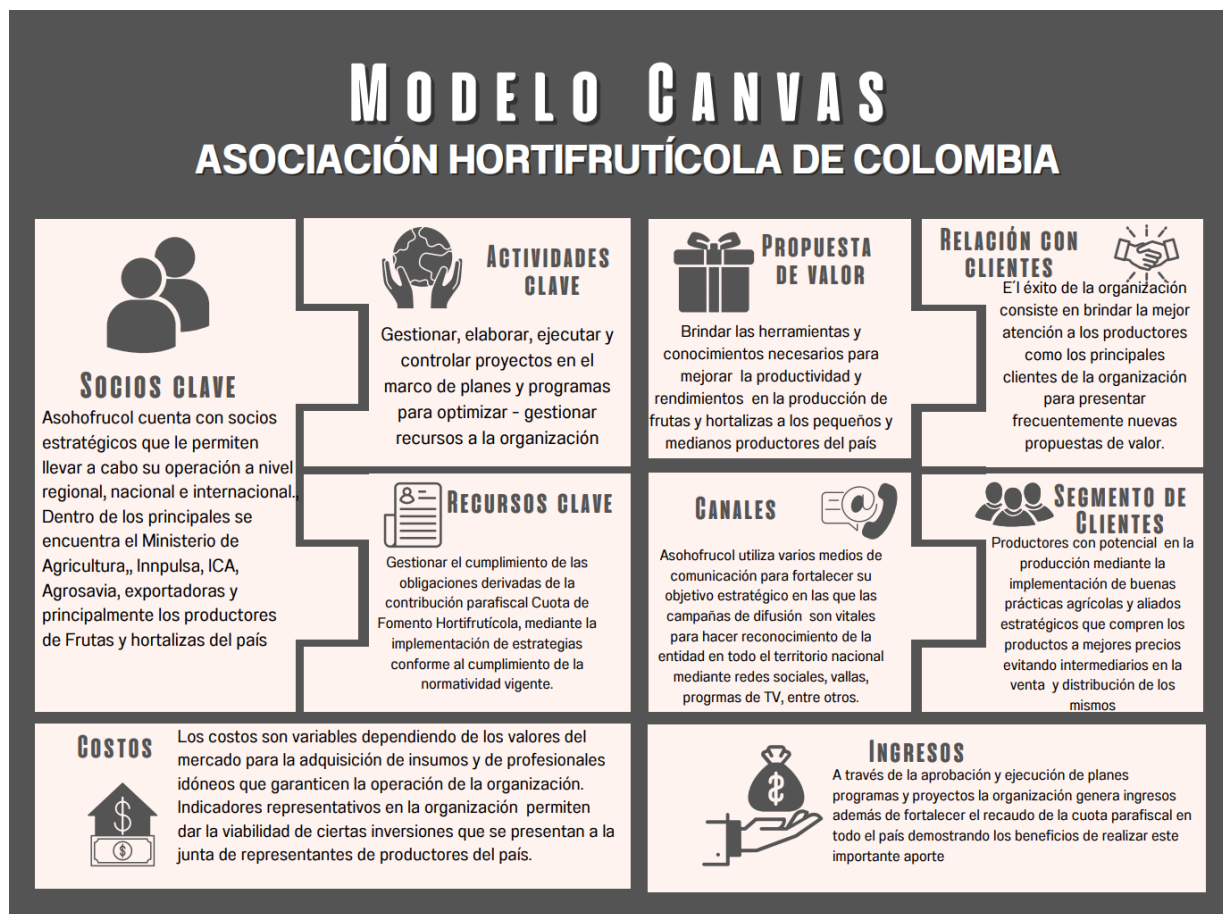 Modelo Canvas
ASOCIACIÓN HORTIFRUTÍCOLA DE COLOMBIA
Socios clave
Asohofrucol cuenta con socios
estratégicos que le permiten
llevar a cabo su operación a nivel
regional, nacional e internacional.,
Dentro de los principales se
encuentra el Ministerio de
Agricultura,, Innpulsa, ICA,
Agrosavia, exportadoras y
principalmente los productores
de Frutas y hortalizas del país
Actividades
clave
Gestionar, elaborar, ejecutar y
controlar proyectos en el
marco de planes y programas
para optimizar - gestionar
recursos a la organización
Recursos clave
Gestionar el cumplimiento de las
obligaciones derivadas de la
contribución parafiscal Cuota de
Fomento Hortifrutícola, mediante la
implementación de estrategias
conforme al cumplimiento de la
normatividad vigente.
Propuesta
de valor
Brindar las herramientas y
conocimientos necesarios para
mejorar la productividad y
rendimientos en la producción de
frutas y hortalizas a los pequeños y
medianos productores del país
Canales
Asohofrucol utiliza varios medios de
comunicación para fortalecer su
objetivo estratégico en las que las
campañas de difusión son vitales
para hacer reconocimiento de la
entidad en todo el territorio nacional
mediante redes sociales, vallas,
progrmas de TV, entre otros.
Relación con
clientes
E´l éxito de la organización
consiste en brindar la mejor
atención a los productores
como los principales
clientes de la organización
para presentar
frecuentemente nuevas
propuestas de valor.
Segmento de
Clientes
Productores con potencial en la
producción mediante la
implementación de buenas
prácticas agrícolas y aliados
estratégicos que compren los
productos a mejores precios
evitando intermediarios en la
venta y distribución de los
mismos
Costos
Los costos son variables dependiendo de los valores del
mercado para la adquisición de insumos y de profesionales
idóneos que garanticen la operación de la organización.
Indicadores representativos en la organización permiten
dar la viabilidad de ciertas inversiones que se presentan a la
junta de representantes de productores del país.
Ingresos
A través de la aprobación y ejecución de planes
programas y proyectos la organización genera ingresos
además de fortalecer el recaudo de la cuota parafiscal en
todo el país demostrando los beneficios de realizar este
importante aporte